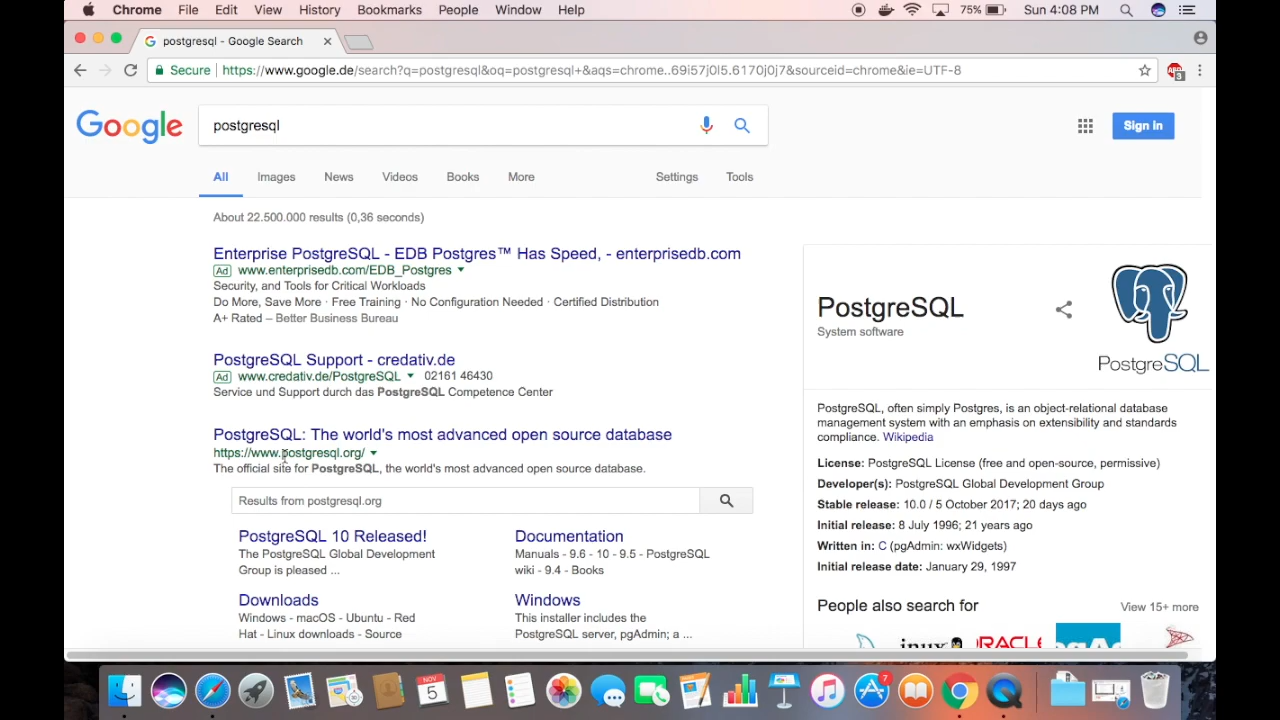 Chrome File Edit View History Bookmarks People Window Help 75% Sun 4:08 PM
postgresql - Google Search
Secure https://www.google.de/search?q=postgresql&oq=postgresql+&aqs=chrome..69i57j0l5.6170j0j7&sourceid=chrome&ie=UTF-8
ABP 3
Google postgresql Sign in
All Images News Videos Books More Settings Tools
About 22.500.000 results (0,36 seconds)
Enterprise PostgreSQL - EDB Postgres™ Has Speed, - enterprisedb.com
Ad www.enterprisedb.com/EDB_Postgres
Security, and Tools for Critical Workloads
Do More, Save More · Free Training · No Configuration Needed · Certified Distribution
A+ Rated – Better Business Bureau
PostgreSQL Support - credativ.de
Ad www.credativ.de/PostgreSQL 02161 46430
Service und Support durch das PostgreSQL Competence Center
PostgreSQL: The world's most advanced open source database
https://www.postgresql.org/
The official site for PostgreSQL, the world's most advanced open source database.
Results from postgresql.org
PostgreSQL 10 Released!
The PostgreSQL Global Development
Group is pleased ...
Documentation
Manuals - 9.6 - 10 - 9.5 - PostgreSQL
wiki - 9.4 - Books
Downloads
Windows - macOS - Ubuntu - Red
Hat - Linux downloads - Source
Windows
This installer includes the
PostgreSQL server, pgAdmin; a ...
PostgreSQL
System software
PostgreSQL
PostgreSQL, often simply Postgres, is an object-relational database
management system with an emphasis on extensibility and standards
compliance. Wikipedia
License: PostgreSQL License (free and open-source, permissive)
Developer(s): PostgreSQL Global Development Group
Stable release: 10.0 / 5 October 2017; 20 days ago
Initial release: 8 July 1996; 21 years ago
Written in: C (pgAdmin: wxWidgets)
Initial release date: January 29, 1997
People also search for View 15+ more
ORACLE
NOV
5
7